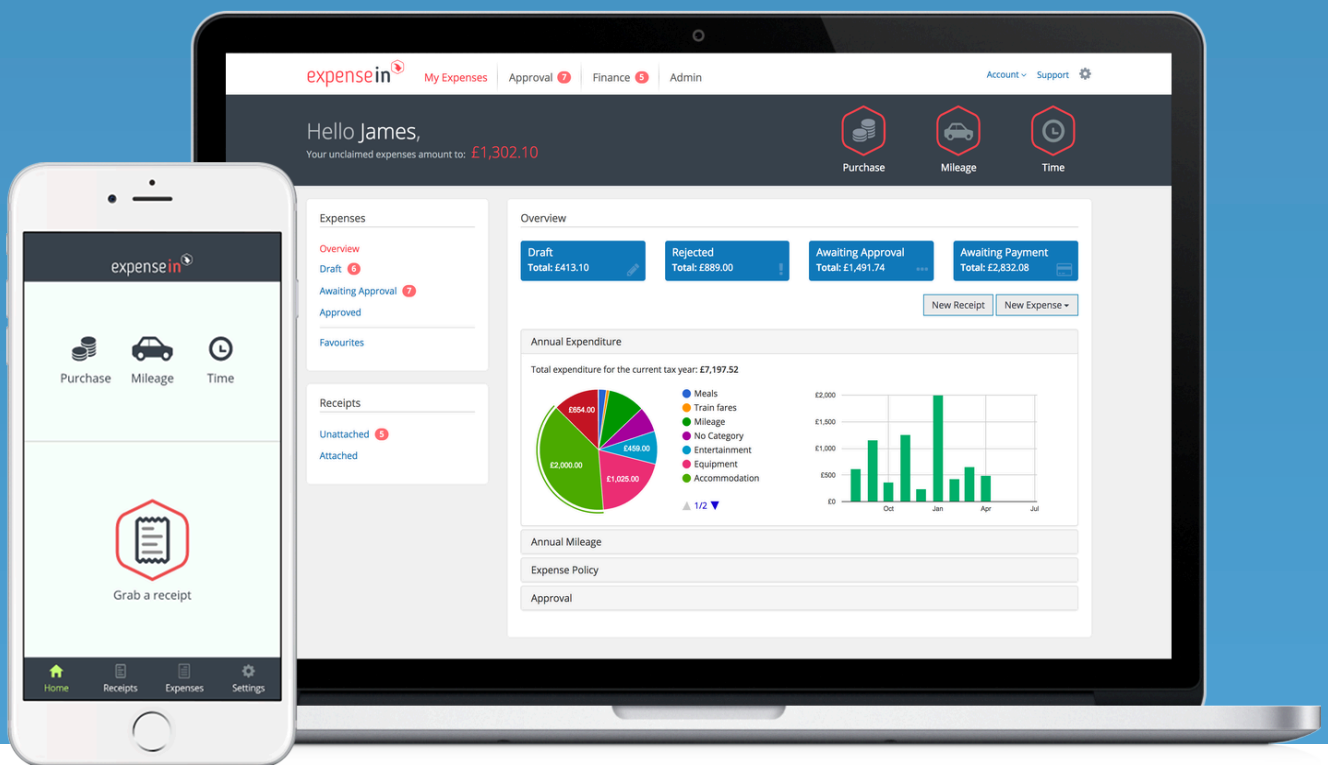 expensein
My Expenses
Approval 7
Finance 5
Admin
Account
Support
Hello James,
Your unclaimed expenses amount to: £1,302.10
Purchase
Mileage
Time
Expenses
Overview
Draft 6
Awaiting Approval 7
Approved
Favourites
Receipts
Unattached 5
Attached
Overview
Draft
Total: £413.10
Rejected
Total: £889.00
Awaiting Approval
Total: £1,491.74
Awaiting Payment
Total: £2,832.08
New Receipt
New Expense
Annual Expenditure
Total expenditure for the current tax year: £7,197.52
£654.00
£459.00
£2,000.00
£1,025.00
Meals
Train fares
Mileage
No Category
Entertainment
Equipment
Accommodation
1/2
£2,000
£1,500
£1,000
£500
£0
Oct
Jan
Apr
Jul
Annual Mileage
Expense Policy
Approval
expensein
Purchase
Mileage
Time
Grab a receipt
Home
Receipts
Expenses
Settings